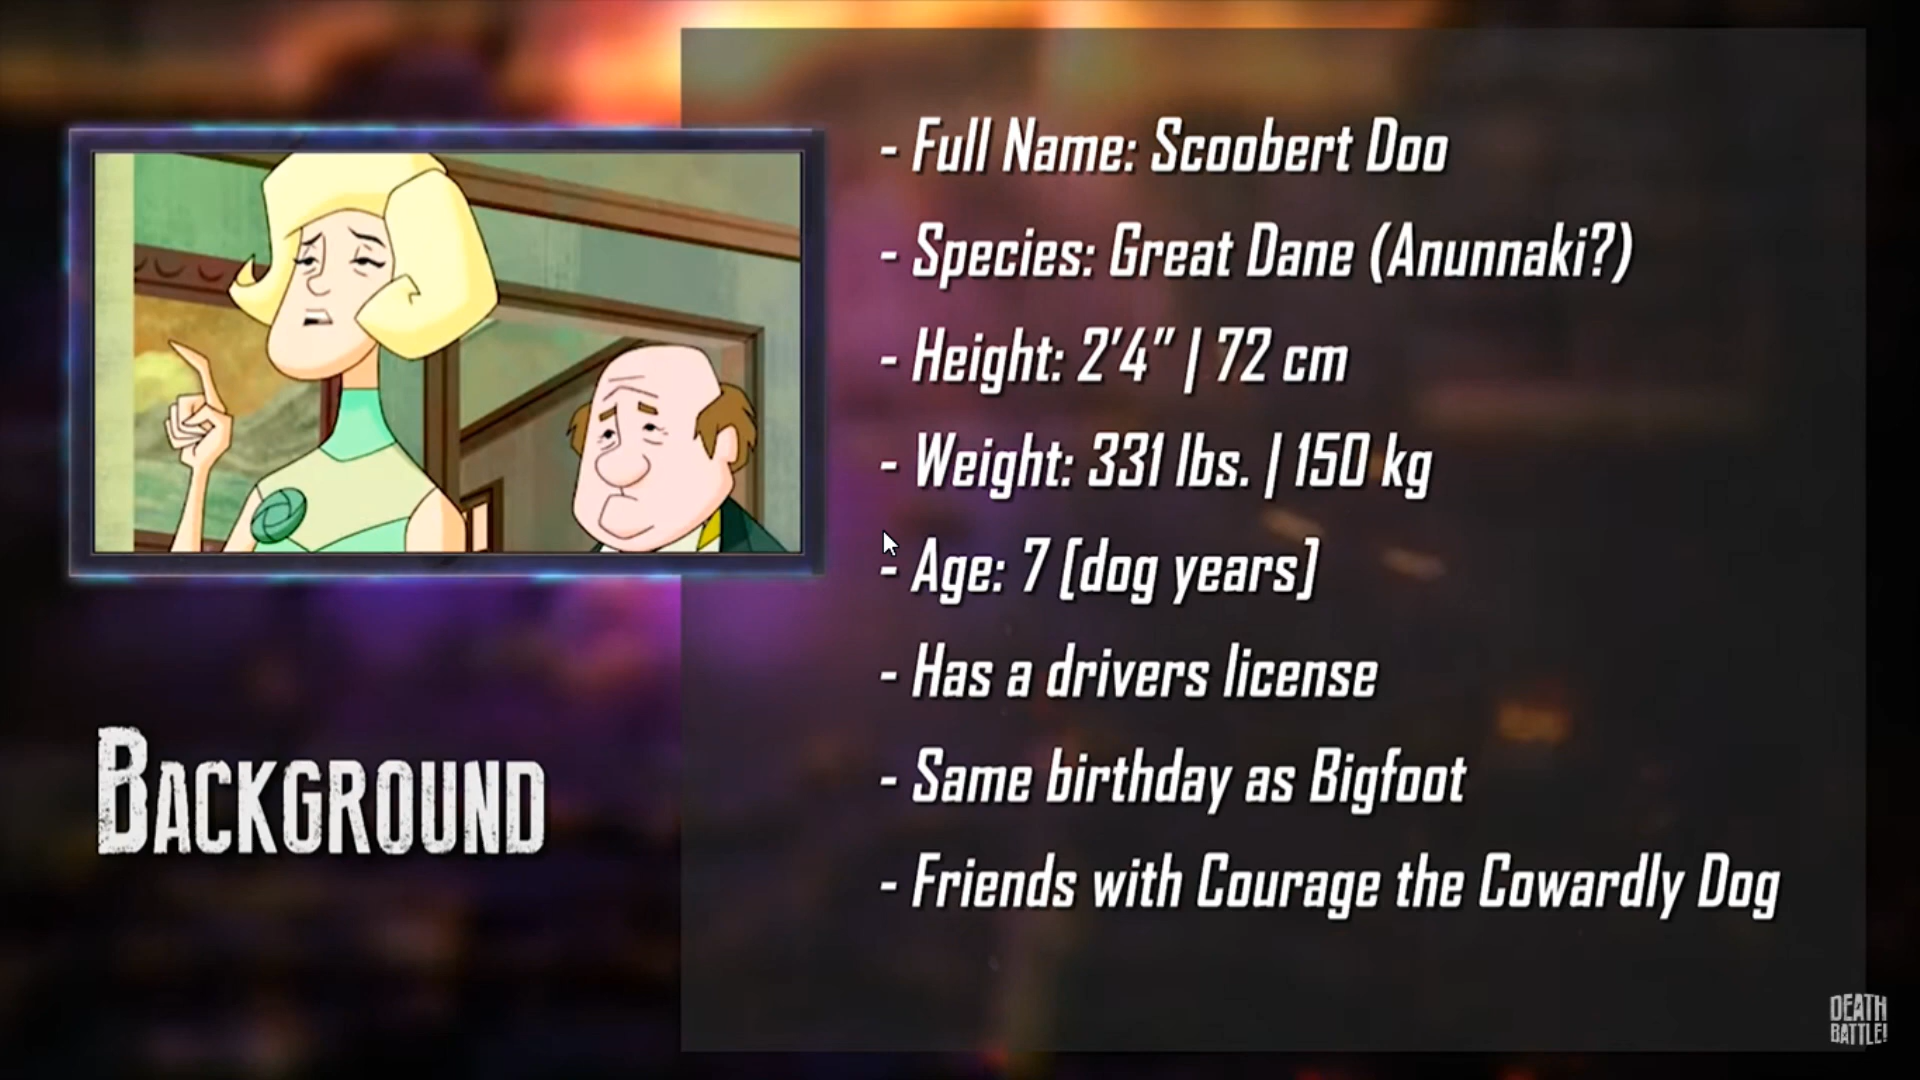 - Full Name: Scoobert Doo
- Species: Great Dane (Anunnaki?)
- Height: 2'4" | 72 cm
- Weight: 331 lbs. | 150 kg
- Age: 7 [dog years]
- Has a drivers license
- Same birthday as Bigfoot
- Friends with Courage the Cowardly Dog
BACKGROUND
DEATH
BATTLE!